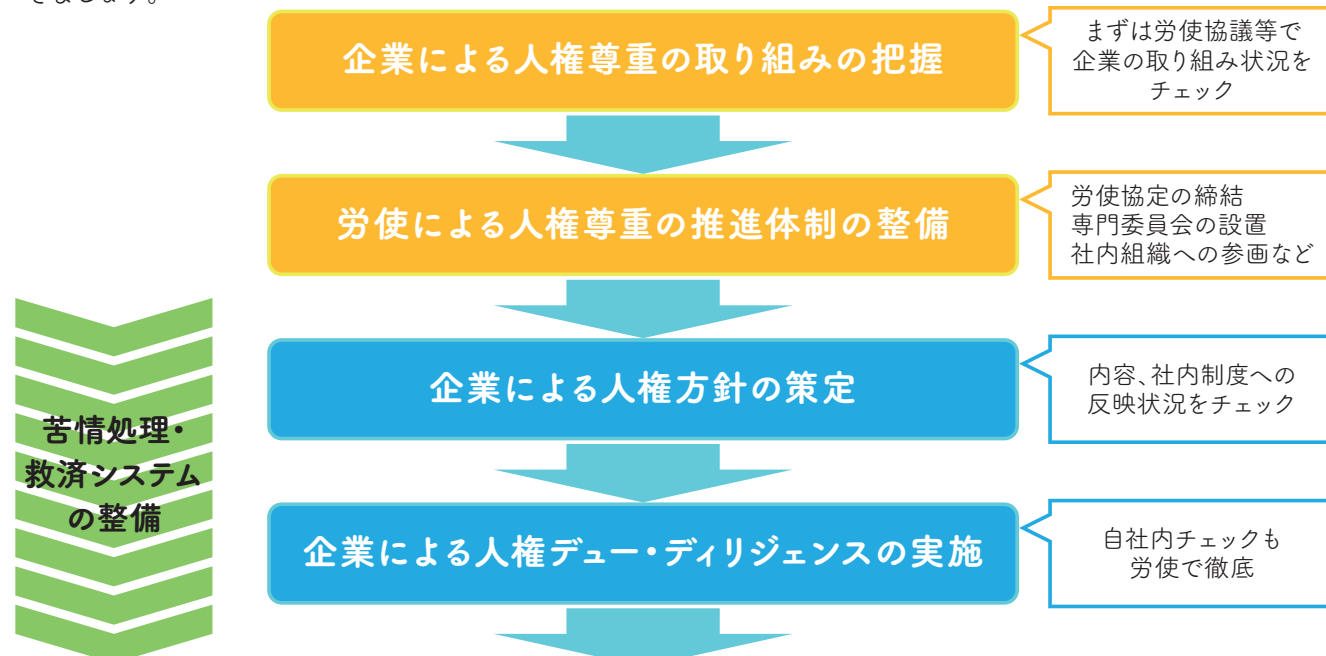 企業による人権尊重の取り組みの把握
まずは労使協議等で
企業の取り組み状況を
チェック
労使による人権尊重の推進体制の整備
労使協定の締結
専門委員会の設置
社内組織への参画など
企業による人権方針の策定
内容、社内制度への
反映状況をチェック
苦情処理・
救済システム
の整備
企業による人権デュー・ディリジェンスの実施
自社内チェックも
労使で徹底